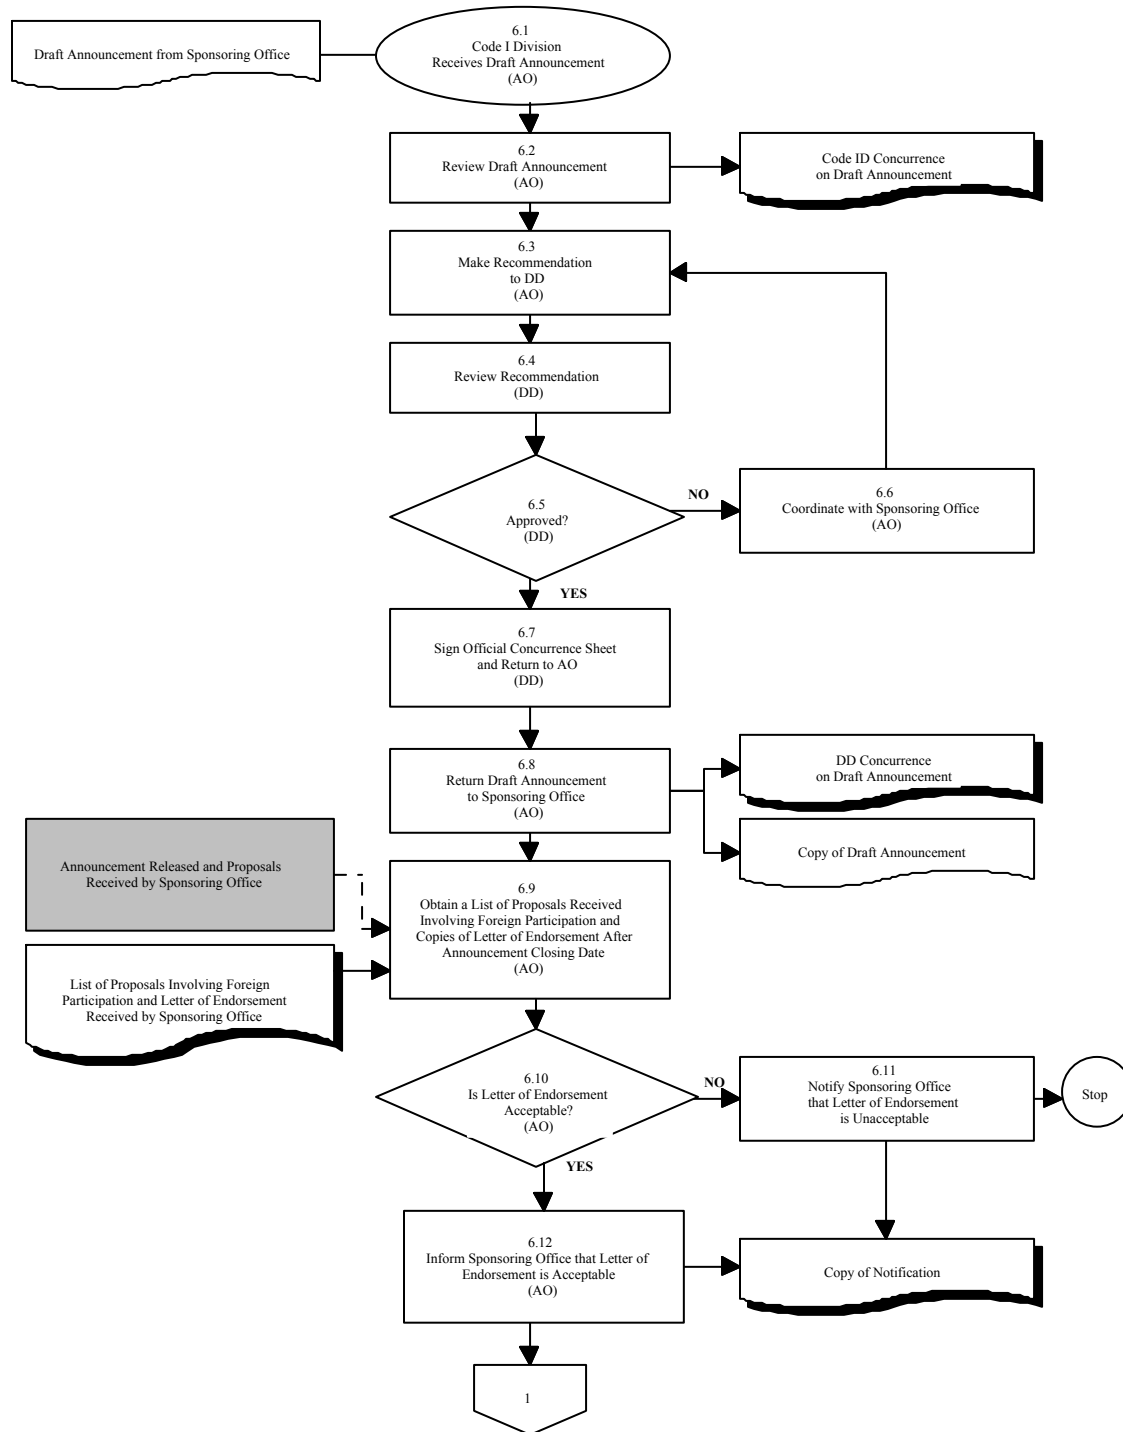 Draft Announcement from Sponsoring Office
6.1
Code I Division
Receives Draft Announcement
(AO)
6.2
Review Draft Announcement
(AO)
Code ID Concurrence
on Draft Announcement
6.3
Make Recommendation
to DD
(AO)
6.4
Review Recommendation
(DD)
6.5
Approved?
(DD)
NO
6.6
Coordinate with Sponsoring Office
(AO)
YES
6.7
Sign Official Concurrence Sheet
and Return to AO
(DD)
6.8
Return Draft Announcement
to Sponsoring Office
(AO)
DD Concurrence
on Draft Announcement
Copy of Draft Announcement
Announcement Released and Proposals
Received by Sponsoring Office
6.9
Obtain a List of Proposals Received
Involving Foreign Participation and
Copies of Letter of Endorsement After
Announcement Closing Date
(AO)
List of Proposals Involving Foreign
Participation and Letter of Endorsement
Received by Sponsoring Office
6.10
Is Letter of Endorsement
Acceptable?
(AO)
NO
6.11
Notify Sponsoring Office
that Letter of Endorsement
is Unacceptable
Stop
YES
6.12
Inform Sponsoring Office that Letter of
Endorsement is Acceptable
(AO)
Copy of Notification
1